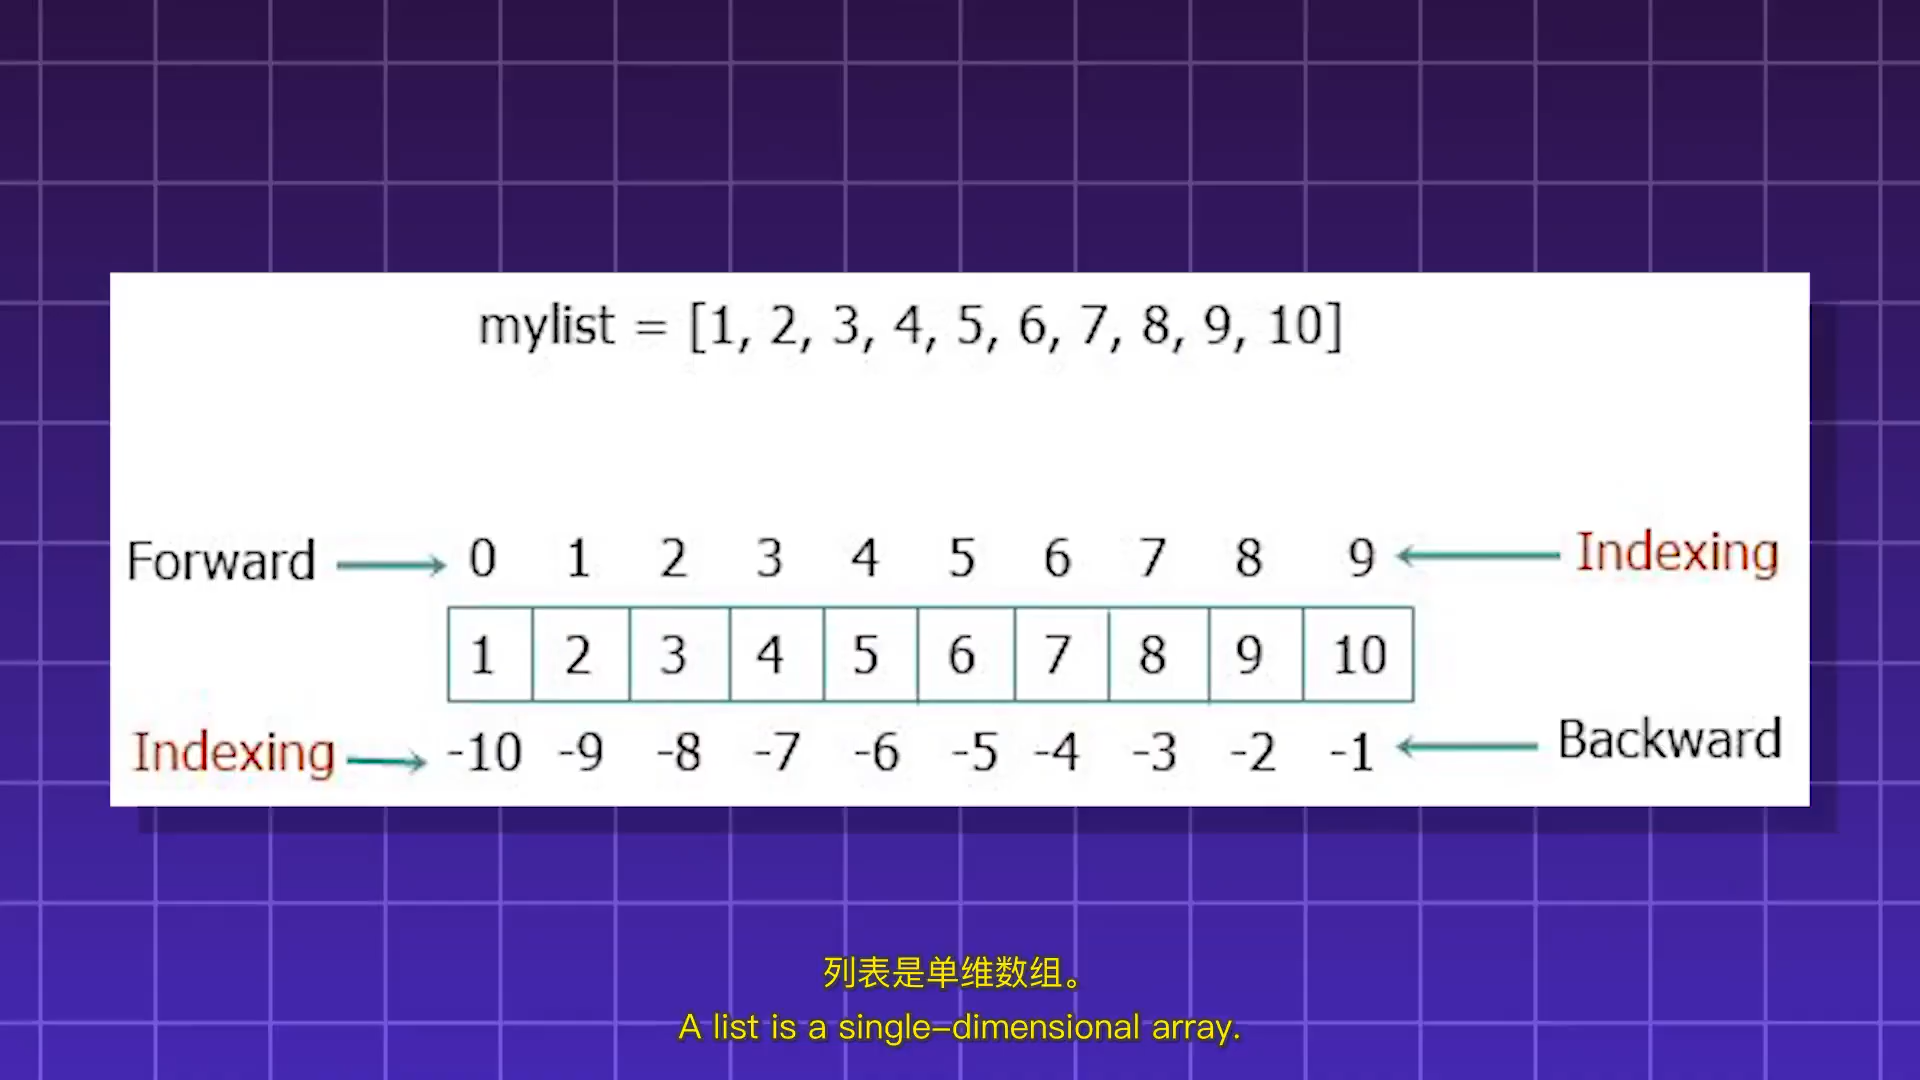 mylist = [1, 2, 3, 4, 5, 6, 7, 8, 9, 10]
Forward 0 1 2 3 4 5 6 7 8 9 Indexing
1 2 3 4 5 6 7 8 9 10
Indexing -10 -9 -8 -7 -6 -5 -4 -3 -2 -1 Backward
列表是单维数组。
A list is a single-dimensional array.